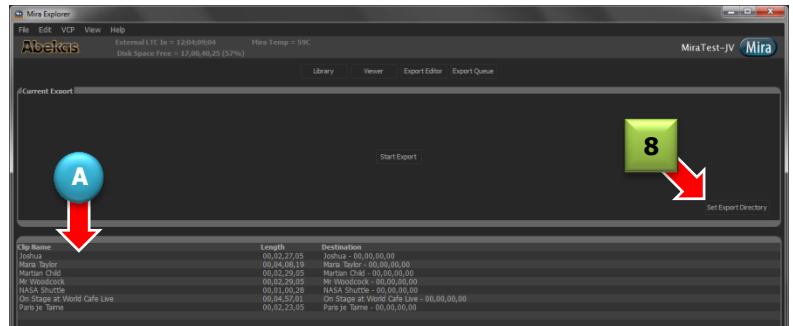 Mira Explorer
File Edit VCP View Help
Abekas
External LTC In = 12;04;09;04 Mira Temp = 59C
Disk Space Free = 17,00,40,25 (57%)
MiraTest-JV Mira
Library Viewer Export Editor Export Queue
Current Export
Start Export
8
A
Set Export Directory
Clip Name Length Destination
Joshua 00,02,27,05 Joshua - 00,00,00,00
Mara Taylor 00,04,08,19 Mara Taylor - 00,00,00,00
Martian Child 00,02,29,05 Martian Child - 00,00,00,00
Mr Woodcock 00,02,29,05 Mr Woodcock - 00,00,00,00
NASA Shuttle 00,01,00,28 NASA Shuttle - 00,00,00,00
On Stage at World Cafe Live 00,04,57,01 On Stage at World Cafe Live - 00,00,00,00
Paris je Tame 00,02,23,05 Paris je Tame - 00,00,00,00